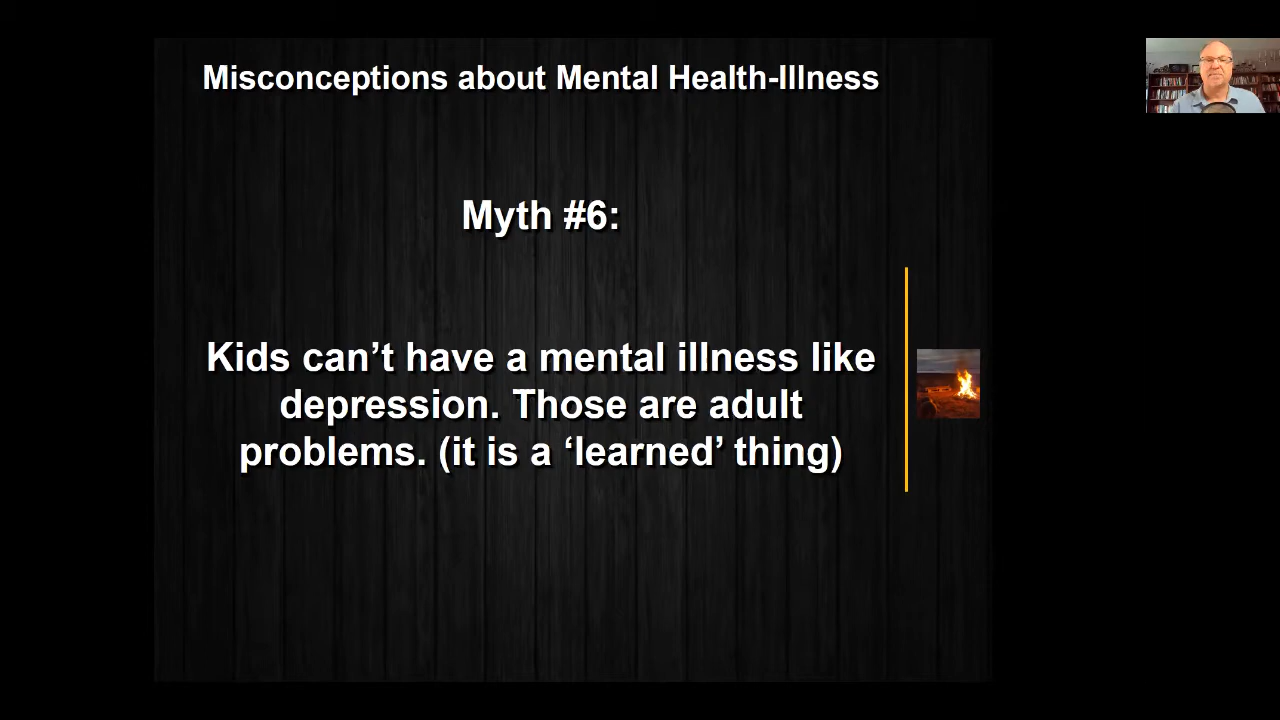 Misconceptions about Mental Health-Illness
Myth #6:
Kids can’t have a mental illness like
depression. Those are adult
problems. (it is a ‘learned’ thing)